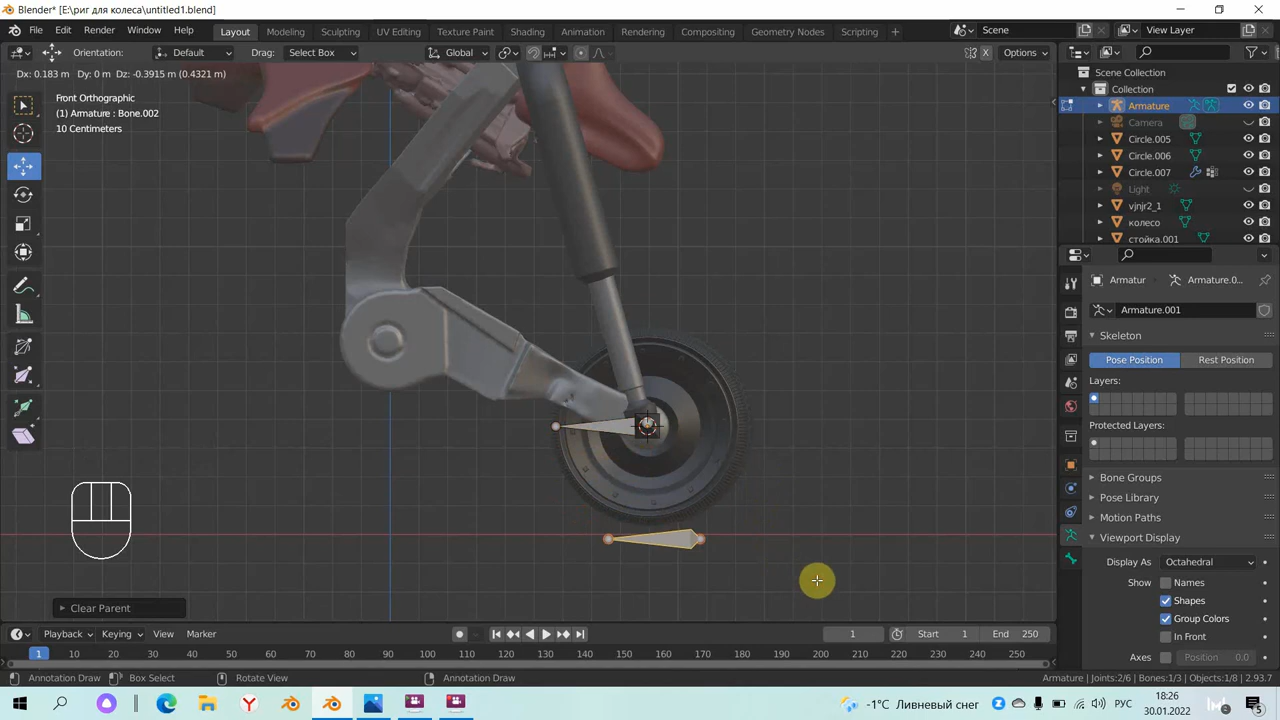 Blender* [E:\риг для колеса\untitled1.blend]
File Edit Render Window Help Layout Modeling Sculpting UV Editing Texture Paint Shading Animation Rendering Compositing Geometry Nodes Scripting + Scene View Layer
Orientation: Default Drag: Select Box Global X Options
Dx: 0.183 m Dy: 0 m Dz: -0.3915 m (0.4321 m)
Front Orthographic
(1) Armature : Bone.002
10 Centimeters
Scene Collection
Collection
Armature
Camera
Circle.005
Circle.006
Circle.007
Light
vjnjr2_1
колесо
стойка.001
Armatur Armature.0...
Armature.001
Skeleton
Pose Position Rest Position
Layers:
Protected Layers:
Bone Groups
Pose Library
Motion Paths
Viewport Display
Display As Octahedral
Show Names
Shapes
Group Colors
In Front
Axes Position 0.0
Clear Parent
Playback Keying View Marker 1 Start 1 End 250
1 10 20 30 40 50 60 70 80 90 100 110 120 130 140 150 160 170 180 190 200 210 220 230 240 250
Annotation Draw Box Select Rotate View Annotation Draw Armature | Joints:2/6 | Bones:1/3 | Objects:1/8 | 2.93.7
-1°C Ливневый снег РУС 18:26
30.01.2022 5